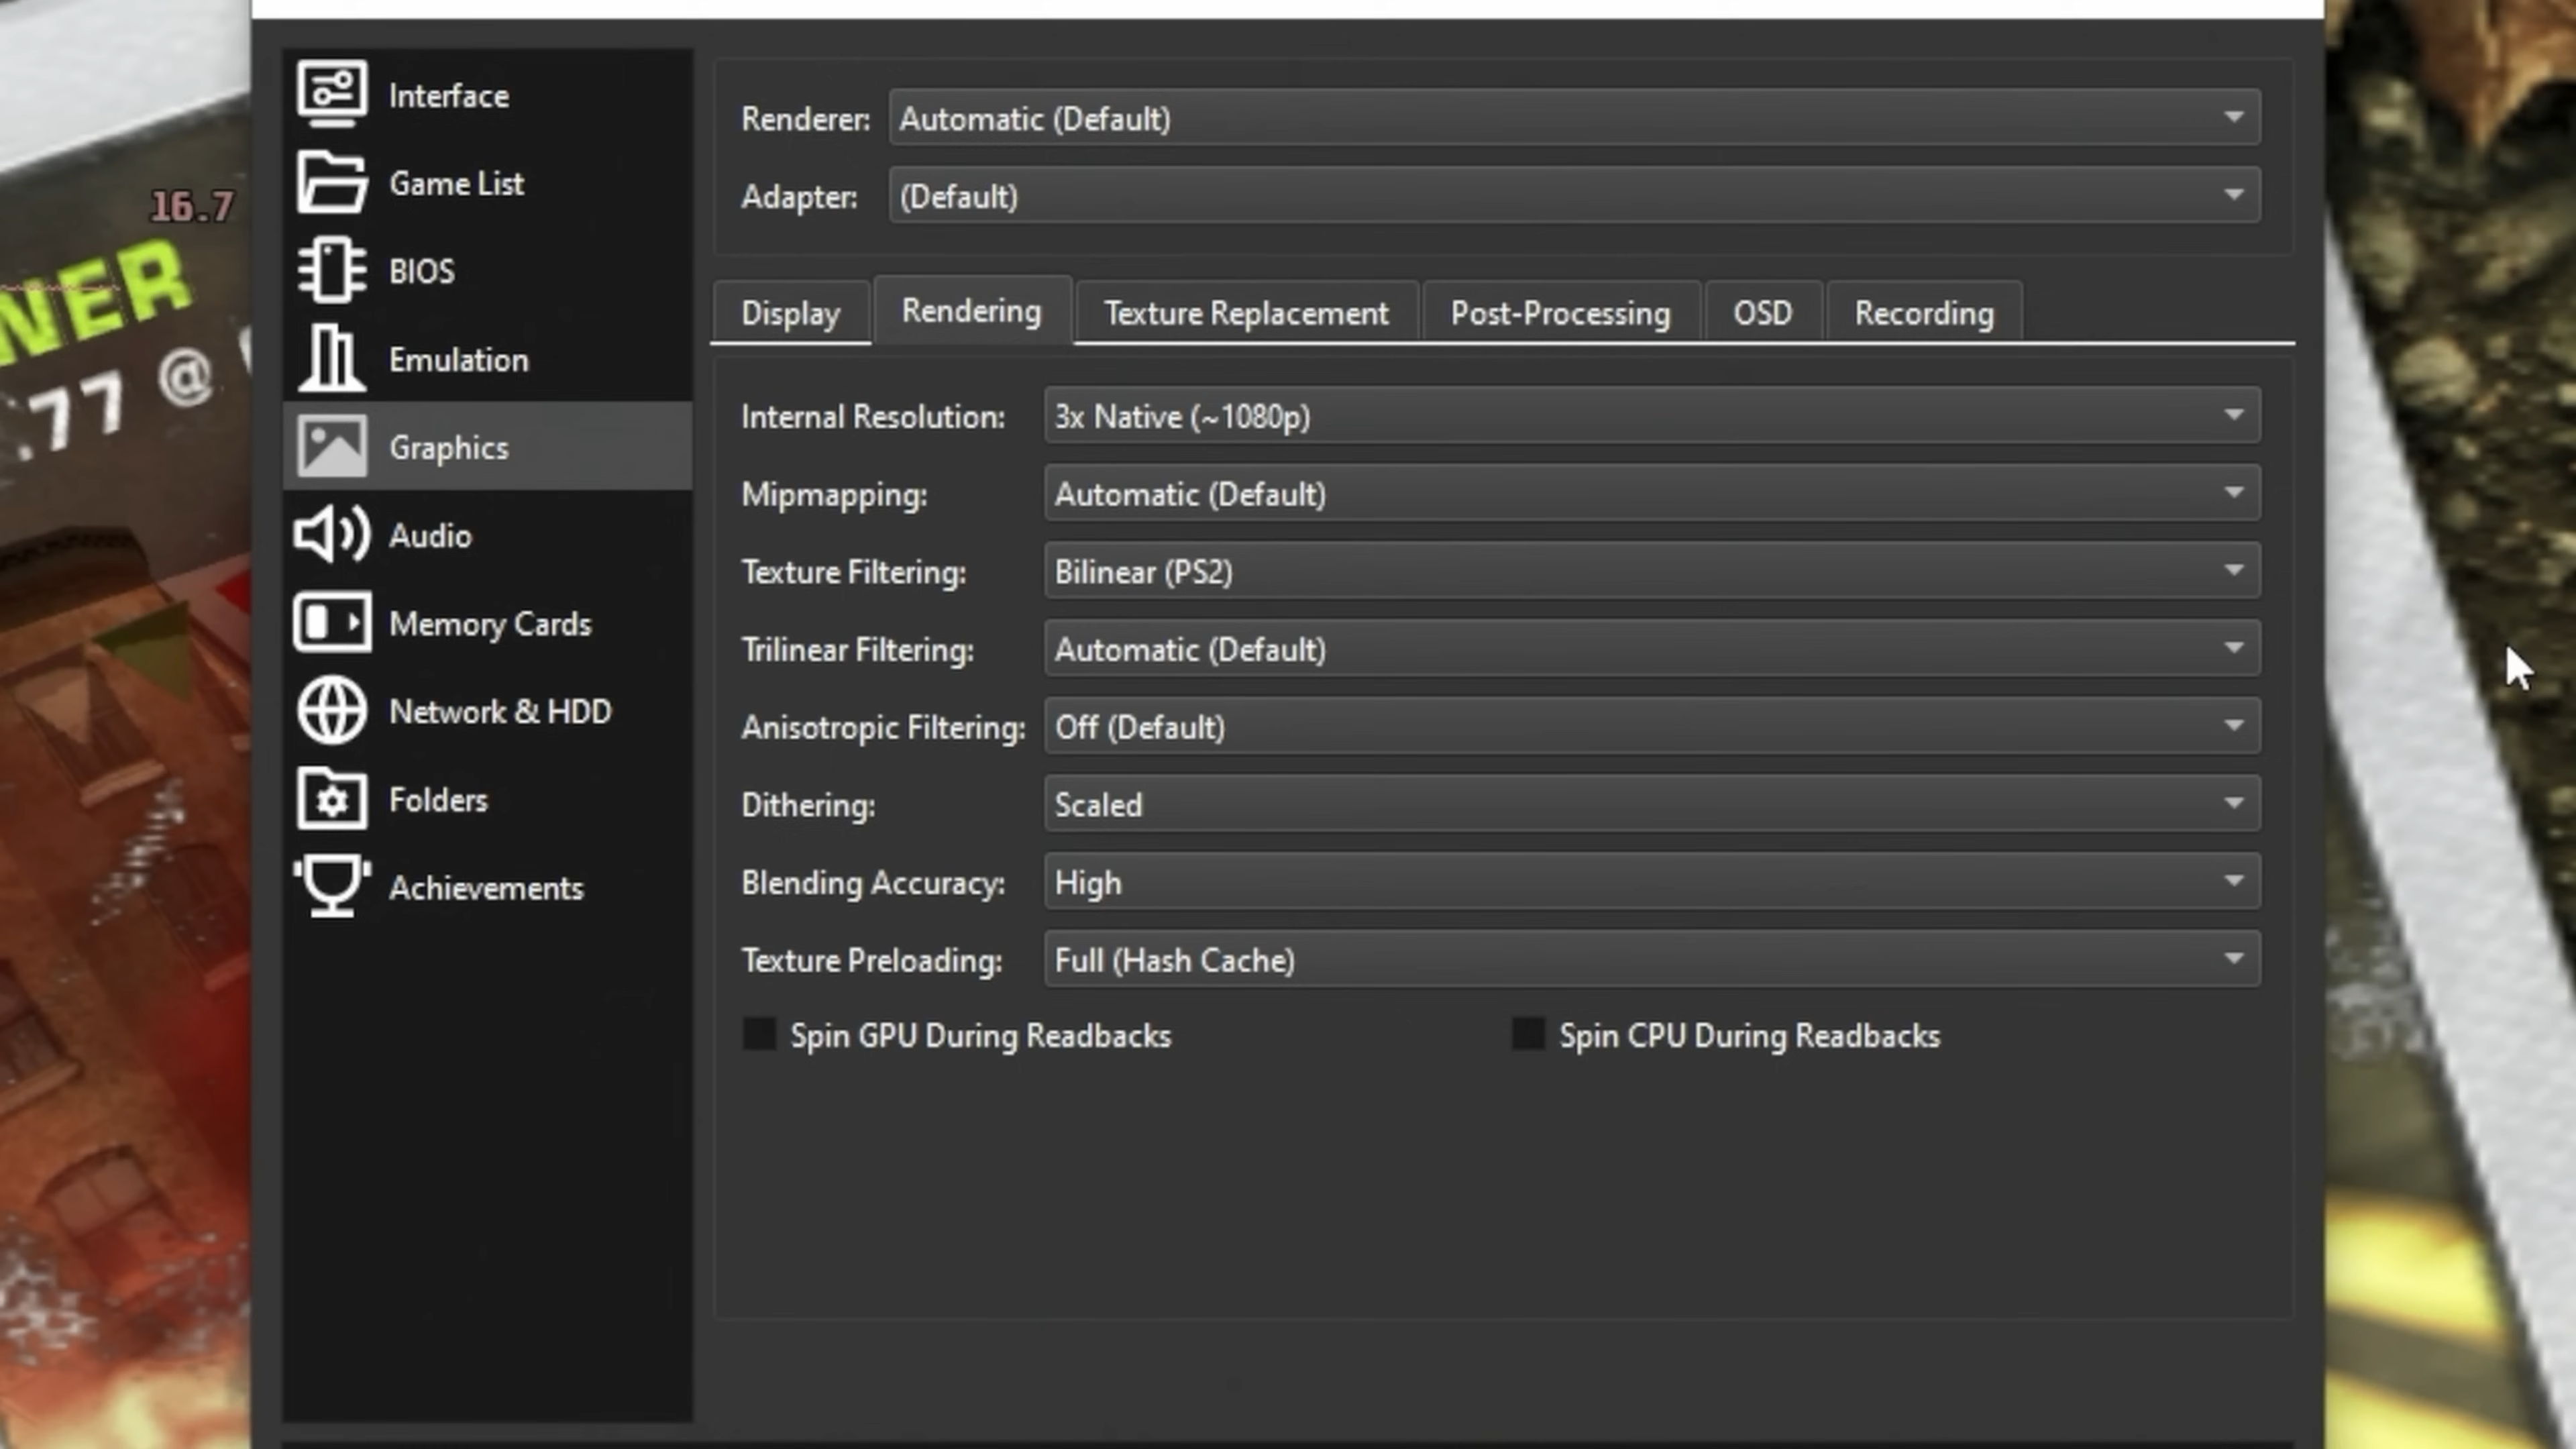 Interface
Game List
BIOS
Emulation
Graphics
Audio
Memory Cards
Network & HDD
Folders
Achievements
Renderer: Automatic (Default)
Adapter: (Default)
Display Rendering Texture Replacement Post-Processing OSD Recording
Internal Resolution: 3x Native (~1080p)
Mipmapping: Automatic (Default)
Texture Filtering: Bilinear (PS2)
Trilinear Filtering: Automatic (Default)
Anisotropic Filtering: Off (Default)
Dithering: Scaled
Blending Accuracy: High
Texture Preloading: Full (Hash Cache)
Spin GPU During Readbacks Spin CPU During Readbacks
16.7
NER
.77 @